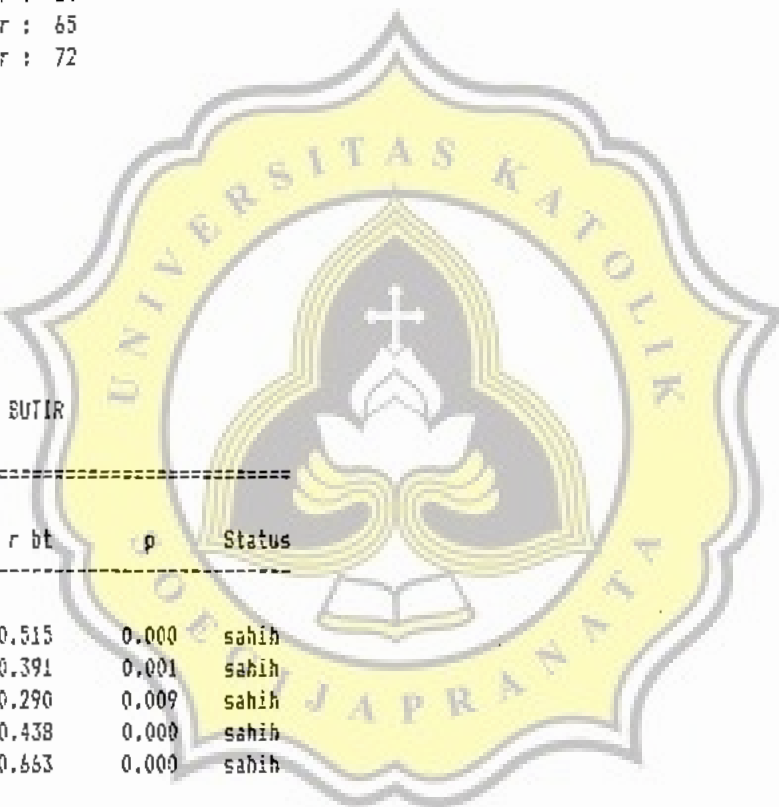 r : 65
r : 72
UNIVERSITAS KATOLIK
SOEGIJAPRANATA
BUTIR
=============================
r bt p Status
-----------------------------
0.515 0.000 sahih
0.391 0.001 sahih
0.290 0.009 sahih
0.438 0.000 sahih
0.663 0.000 sahih